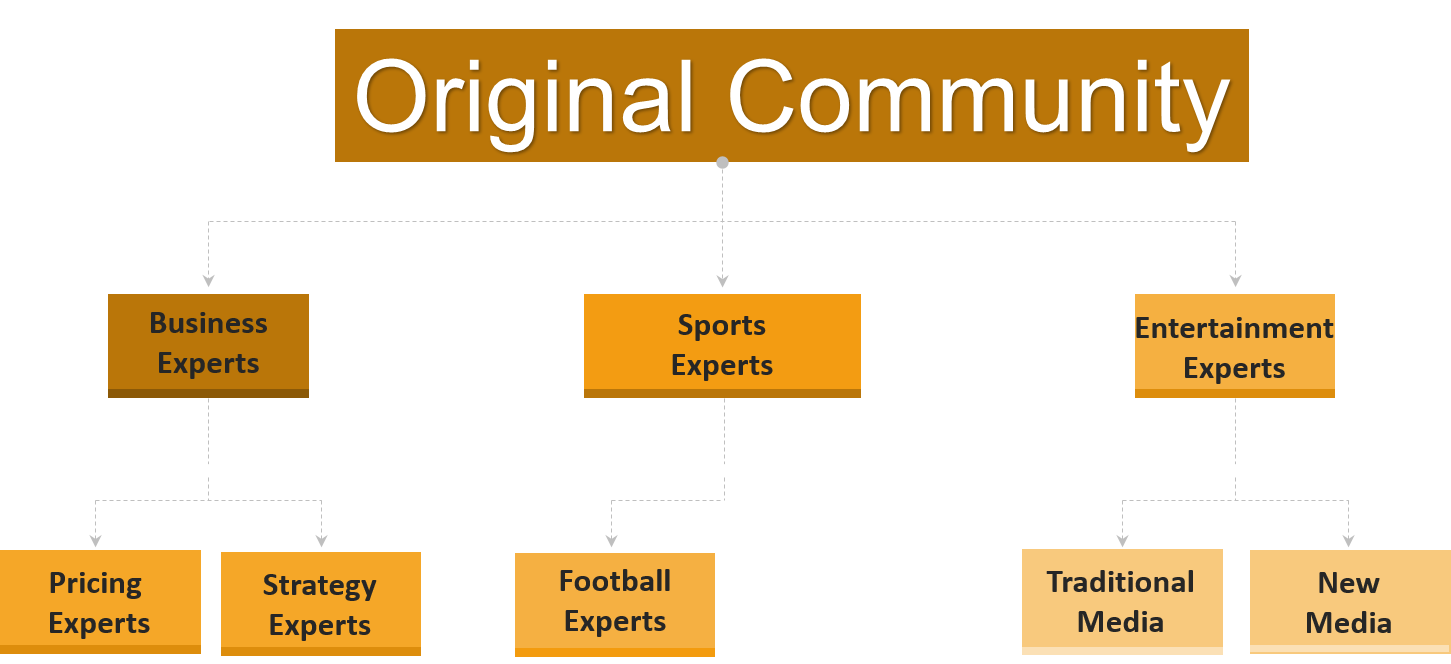 Original Community
Business
Experts
Sports
Experts
Entertainment
Experts
Pricing
Experts
Strategy
Experts
Football
Experts
Traditional
Media
New
Media